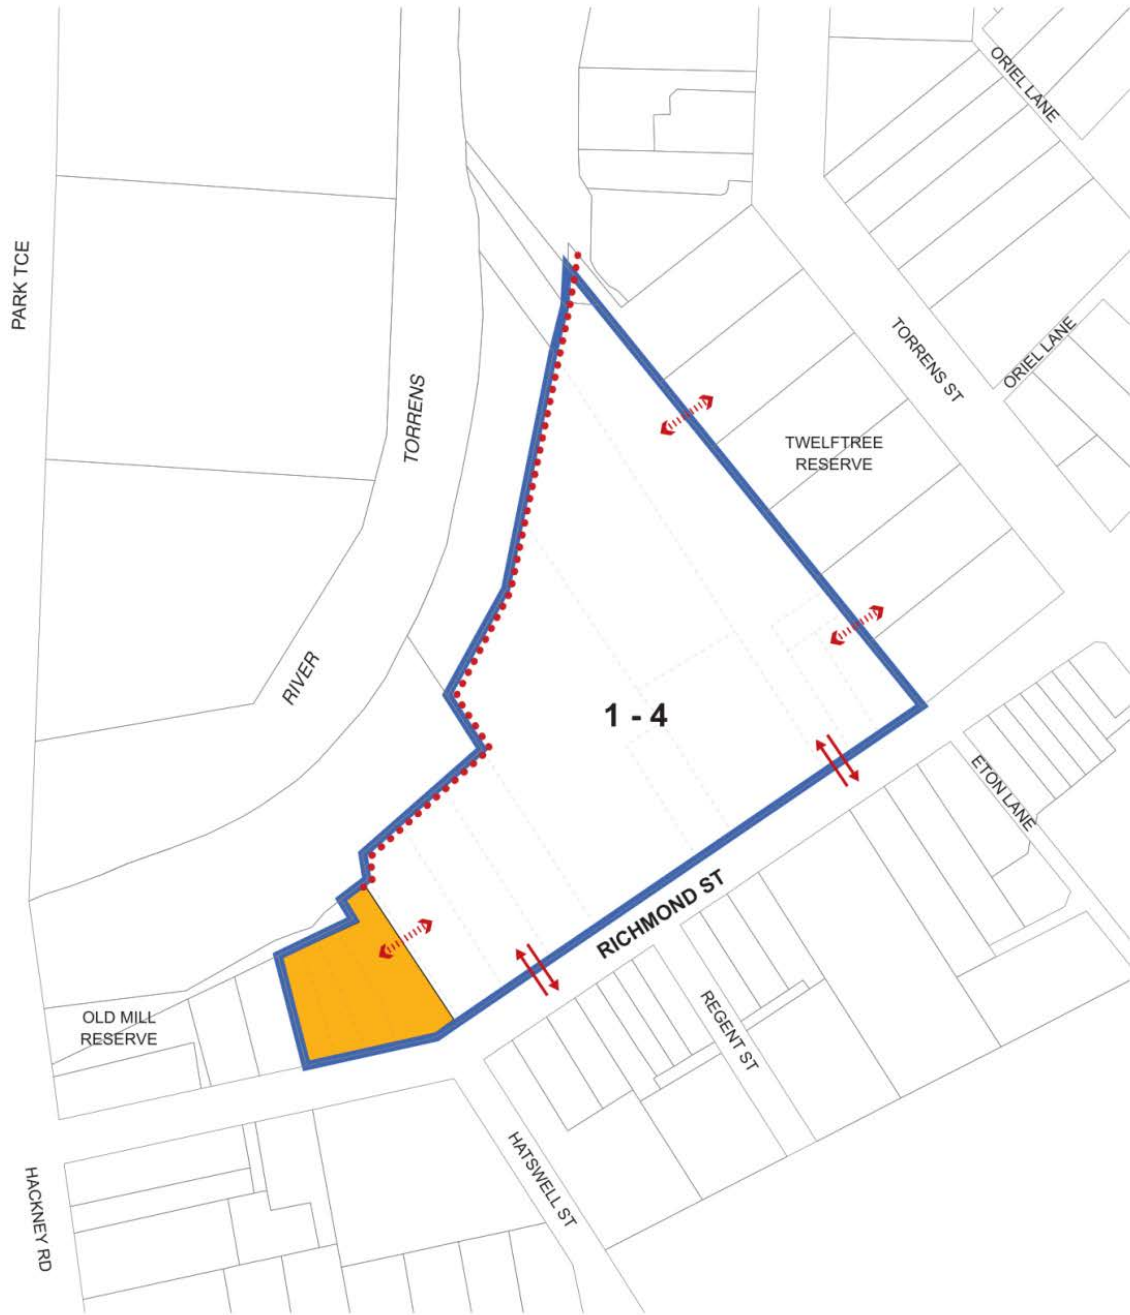 ORIEL LANE
PARK TCE
TORRENS ST
ORIEL LANE
TORRENS
TWELFTREE
RESERVE
RIVER
1 - 4
ETON LANE
RICHMOND ST
OLD MILL
RESERVE
REGENT ST
HATSWELL ST
HACKNEY RD